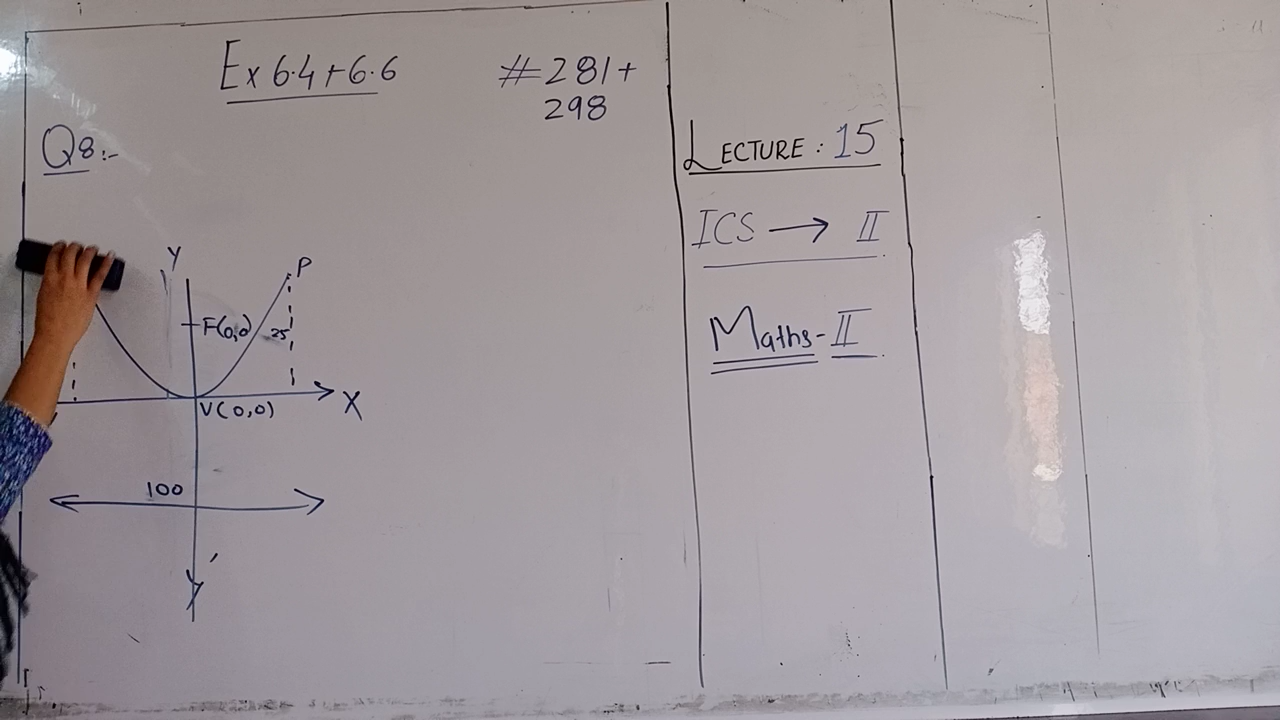 Ex 6.4+6.6
#281+
298
Q8:-
Y
P
F(0,0)
25
X
V(0,0)
100
Y'
LECTURE: 15
ICS → II
Maths-II